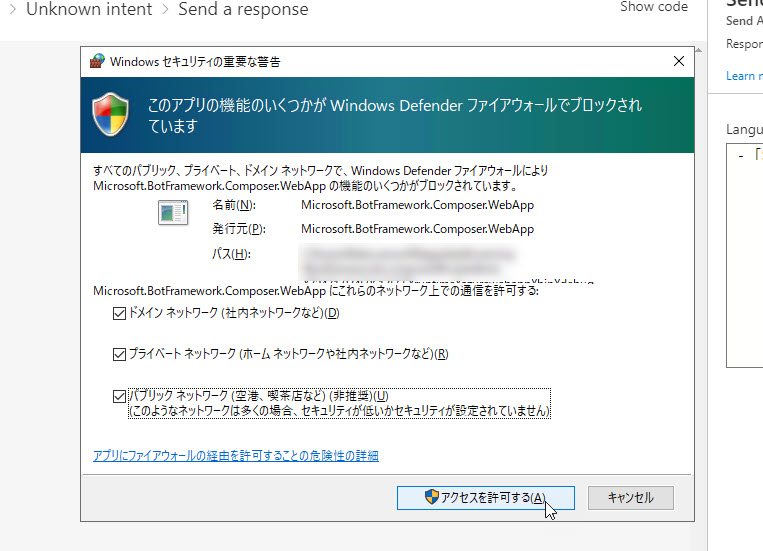 Unknown intent > Send a response
Show code
Send A
Respon
Learn m
Langu
Windows セキュリティの重要な警告
このアプリの機能のいくつかが Windows Defender ファイアウォールでブロックされ
ています
すべてのパブリック、プライベート、ドメイン ネットワークで、Windows Defender ファイアウォールにより
Microsoft.BotFramework.Composer.WebApp の機能のいくつかがブロックされています。
名前(N): Microsoft.BotFramework.Composer.WebApp
発行元(P): Microsoft.BotFramework.Composer.WebApp
パス(H):
Microsoft.BotFramework.Composer.WebApp にこれらのネットワーク上での通信を許可する:
ドメイン ネットワーク (社内ネットワークなど)(D)
プライベート ネットワーク (ホーム ネットワークや社内ネットワークなど)(R)
パブリック ネットワーク (空港、喫茶店など) (非推奨)(U)
(このようなネットワークは多くの場合、セキュリティが低いかセキュリティが設定されていません)
アプリにファイアウォールの経由を許可することの危険性の詳細
アクセスを許可する(A)
キャンセル